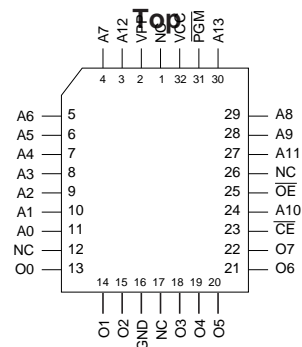 Top
A7 A12 VPP NC VCC PGM A13
4 3 2 1 32 31 30
A6 5 29 A8
A5 6 28 A9
A4 7 27 A11
A3 8 26 NC
A2 9 25 OE
A1 10 24 A10
A0 11 23 CE
NC 12 22 O7
O0 13 21 O6
14 15 16 17 18 19 20
O1 O2 GND NC O3 O4 O5